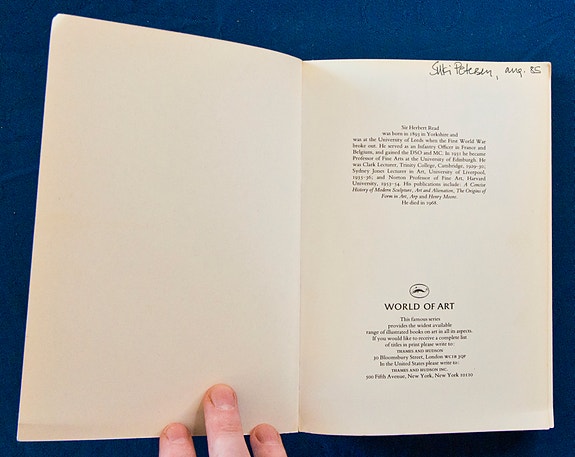 Silki Petersen, aug. 85
Sir Herbert Read
was born in 1893 in Yorkshire and
was at the University of Leeds when the First World War
broke out. He served as an Infantry Officer in France and
Belgium, and gained the DSO and MC. In 1931 he became
Professor of Fine Arts at the University of Edinburgh. He
was Clark Lecturer, Trinity College, Cambridge, 1929-30;
Sydney Jones Lecturer in Art, University of Liverpool,
1935-36; and Norton Professor of Fine Art, Harvard
University, 1953-54. His publications include: A Concise
History of Modern Sculpture, Art and Alienation, The Origins of
Form in Art, Arp and Henry Moore.
He died in 1968.
WORLD OF ART
This famous series
provides the widest available
range of illustrated books on art in all its aspects.
If you would like to receive a complete list
of titles in print please write to:
THAMES AND HUDSON
30 Bloomsbury Street, London WC1B 3QP
In the United States please write to:
THAMES AND HUDSON INC.
500 Fifth Avenue, New York, New York 10110